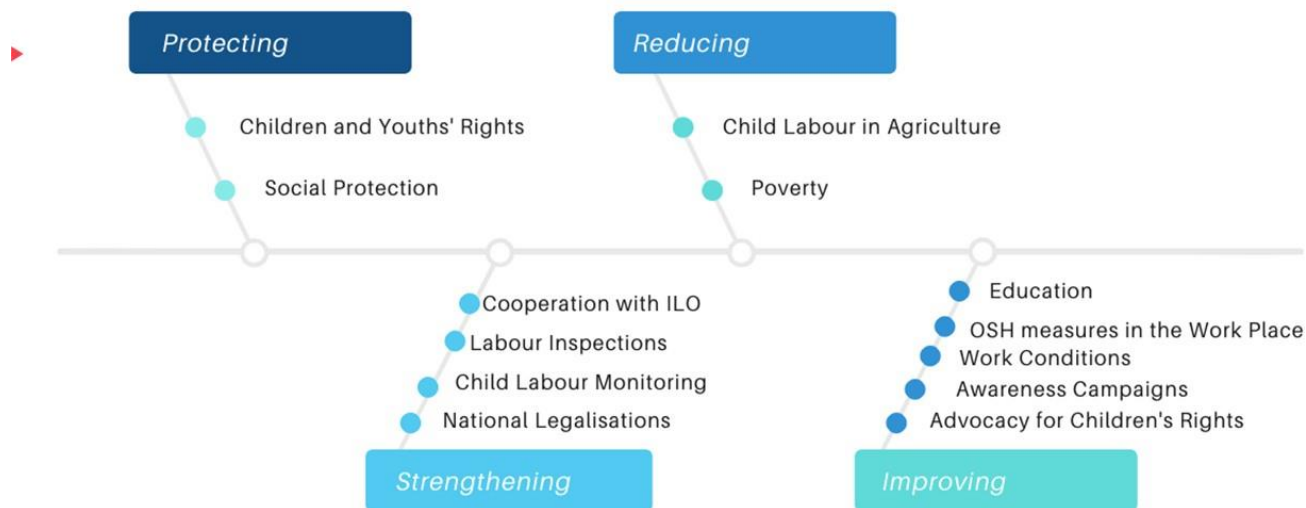 Protecting
Children and Youths' Rights
Social Protection
Reducing
Child Labour in Agriculture
Poverty
Cooperation with ILO
Labour Inspections
Child Labour Monitoring
National Legalisations
Strengthening
Education
OSH measures in the Work Place
Work Conditions
Awareness Campaigns
Advocacy for Children's Rights
Improving